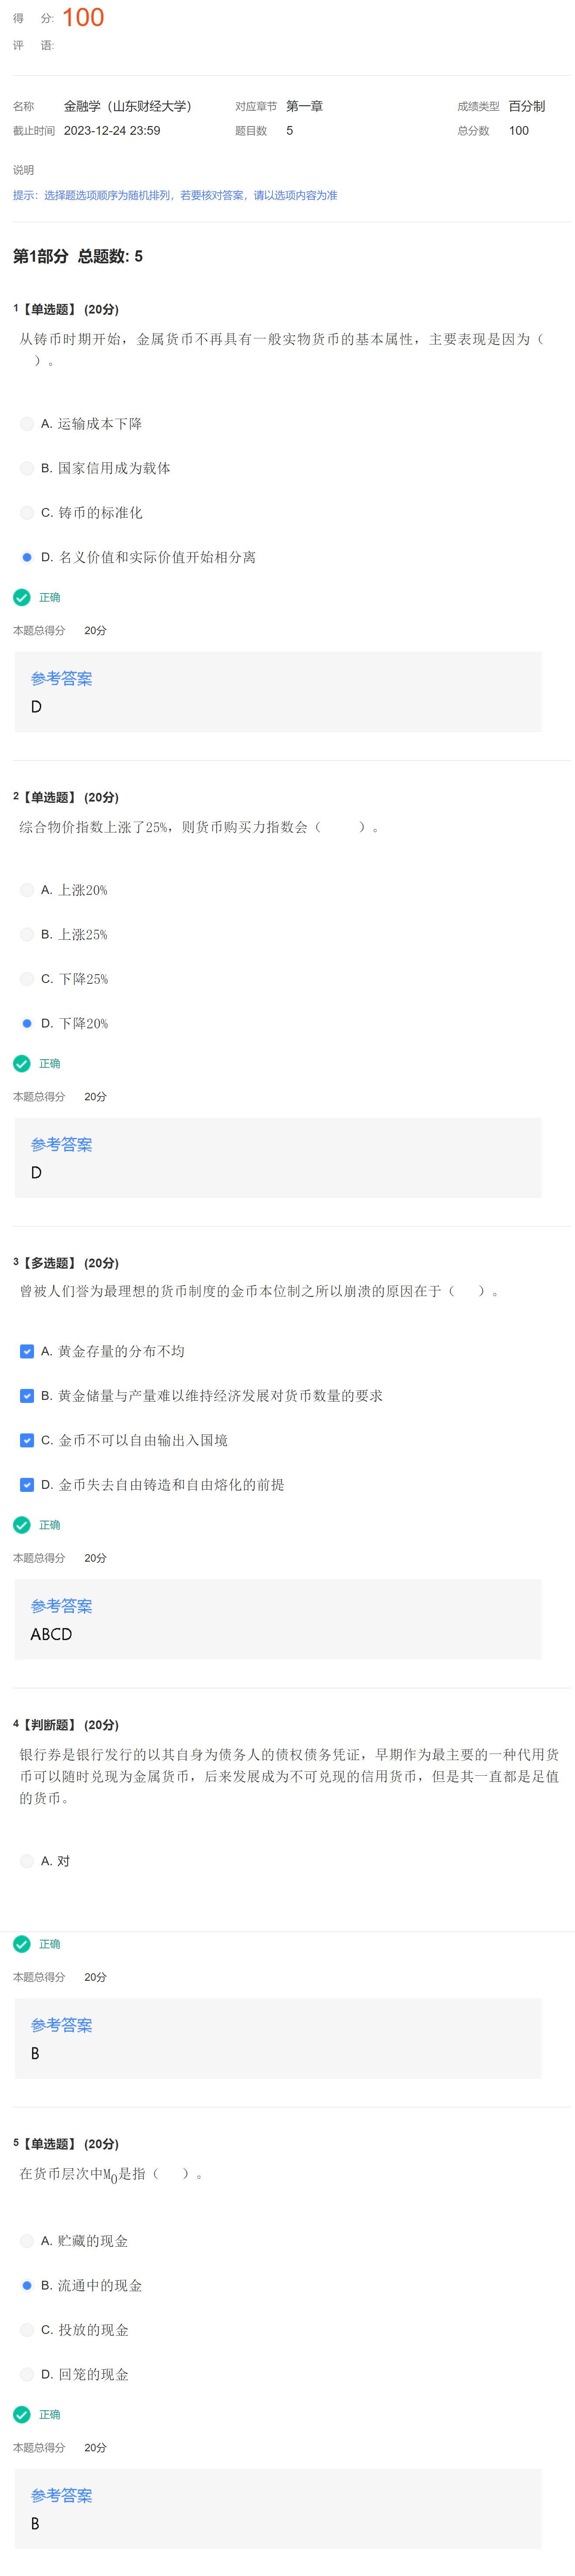 得 分: 100
评 语:
名称 金融学（山东财经大学） 对应章节 第一章 成绩类型 百分制
截止时间 2023-12-24 23:59 题目数 5 总分数 100
说明
提示：选择题选项顺序为随机排列，若要核对答案，请以选项内容为准
第1部分 总题数: 5
1【单选题】 (20分)
从铸币时期开始，金属货币不再具有一般实物货币的基本属性，主要表现是因为（
）。
A. 运输成本下降
B. 国家信用成为载体
C. 铸币的标准化
D. 名义价值和实际价值开始相分离
正确
本题总得分 20分
参考答案
D
2【单选题】 (20分)
综合物价指数上涨了25%，则货币购买力指数会（ ）。
A. 上涨20%
B. 上涨25%
C. 下降25%
D. 下降20%
正确
本题总得分 20分
参考答案
D
3【多选题】 (20分)
曾被人们誉为最理想的货币制度的金币本位制之所以崩溃的原因在于（ ）。
A. 黄金存量的分布不均
B. 黄金储量与产量难以维持经济发展对货币数量的要求
C. 金币不可以自由输出入国境
D. 金币失去自由铸造和自由熔化的前提
正确
本题总得分 20分
参考答案
ABCD
4【判断题】 (20分)
银行券是银行发行的以其自身为债务人的债权债务凭证，早期作为最主要的一种代用货
币可以随时兑现为金属货币，后来发展成为不可兑现的信用货币，但是其一直都是足值
的货币。
A. 对
正确
本题总得分 20分
参考答案
B
5【单选题】 (20分)
在货币层次中M0是指（ ）。
A. 贮藏的现金
B. 流通中的现金
C. 投放的现金
D. 回笼的现金
正确
本题总得分 20分
参考答案
B